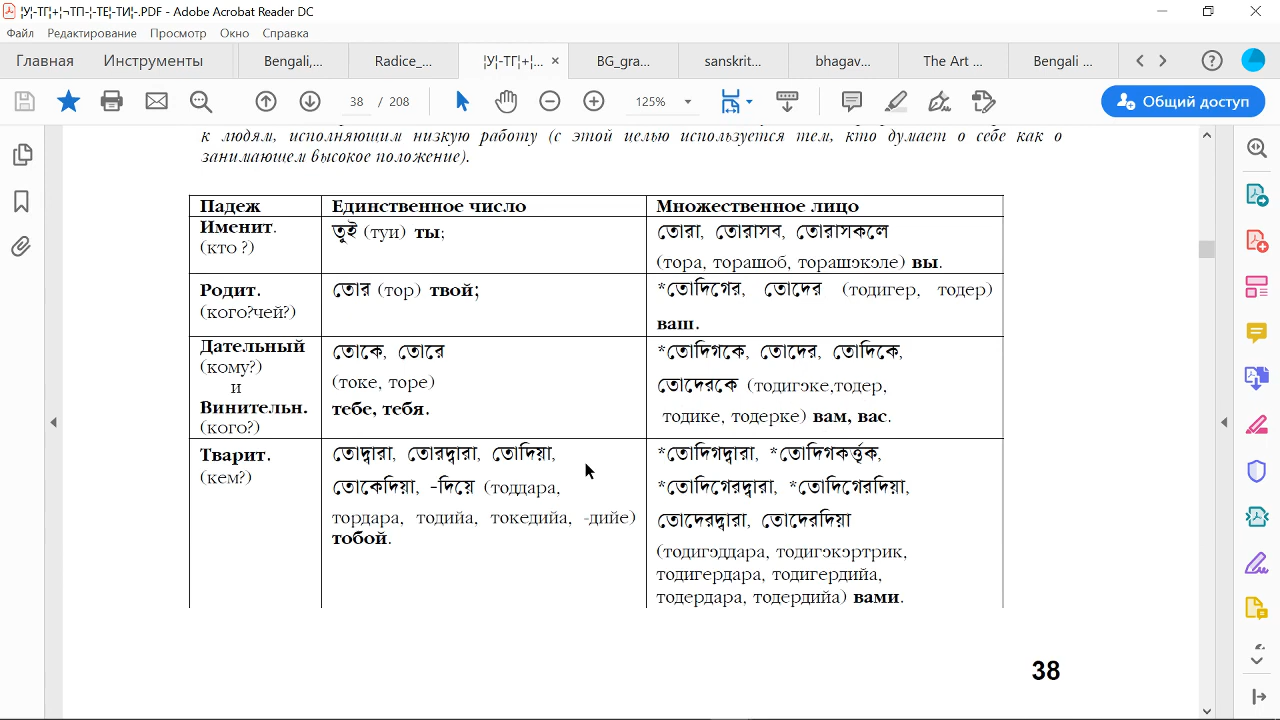 ¦У¦-ТГ¦+¦¬ТП-¦-ТЕ¦-ТИ¦-.PDF - Adobe Acrobat Reader DC
Файл Редактирование Просмотр Окно Справка
Главная Инструменты Bengali,... Radice_... ¦У¦-ТГ¦+¦... BG_gra... sanskrit... bhagav... The Art ... Bengali ...
38 / 208 125% Общий доступ
к людям, исполняющим низкую работу (с этой целью используется тем, кто думает о себе как о
занимающем высокое положение).
Падеж Единственное число Множественное лицо
Именит. তুই (туи) ты; তোরা, তোরাসব, তোরাসকলে
(кто ?) (тора, торашоб, торашэкэле) вы.
Родит. তোর (тор) твой; *তোদিগের, তোদের (тодигер, тодер)
(кого?чей?) ваш.
Дательный তোকে, তোরে *তোদিগকে, তোদের, তোদিকে,
(кому?) (токе, торе) তোদেরকে (тодигэке,тодер,
и
Винительн. тебе, тебя. тодике, тодерке) вам, вас.
(кого?)
Тварит. তোদ্বারা, তোরদ্বারা, তোদিয়া, *তোদিগদ্বারা, *তোদিগকর্ত্তৃক,
(кем?) তোকেদিয়া, -দিয়ে (тоддара, *তোদিগেরদ্বারা, *তোদিগেরদিয়া,
тордара, тодийа, токедийа, -дийе) তোদেরদ্বারা, তোদেরদিয়া
тобой. (тодигэддара, тодигэкэртрик,
тодигердара, тодигердийа,
тодердара, тодердийа) вами.
38